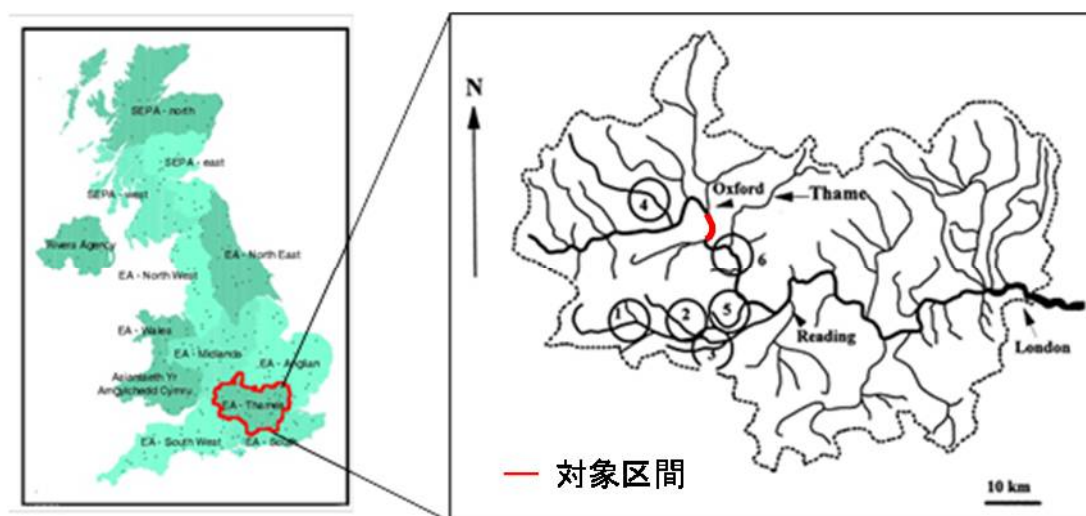 SEPA - north
SEPA - east
SEPA - west
Rivers Agency
EA - North East
EA - North West
EA - Wales
EA - Midlands
EA - Anglian
EA - Thames
EA - South West
EA - South
N
Oxford
Thame
4
6
1
2
5
3
Reading
London
対象区間
10 km